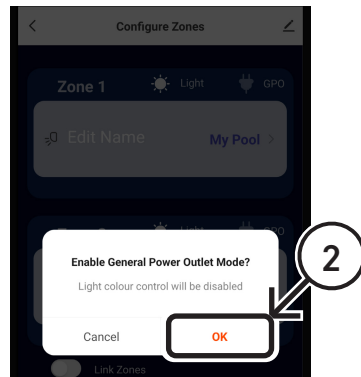 Configure Zones
Zone 1 Light GPO
Edit Name My Pool >
Light GPO
Enable General Power Outlet Mode?
Light colour control will be disabled
Cancel OK
2
Link Zones